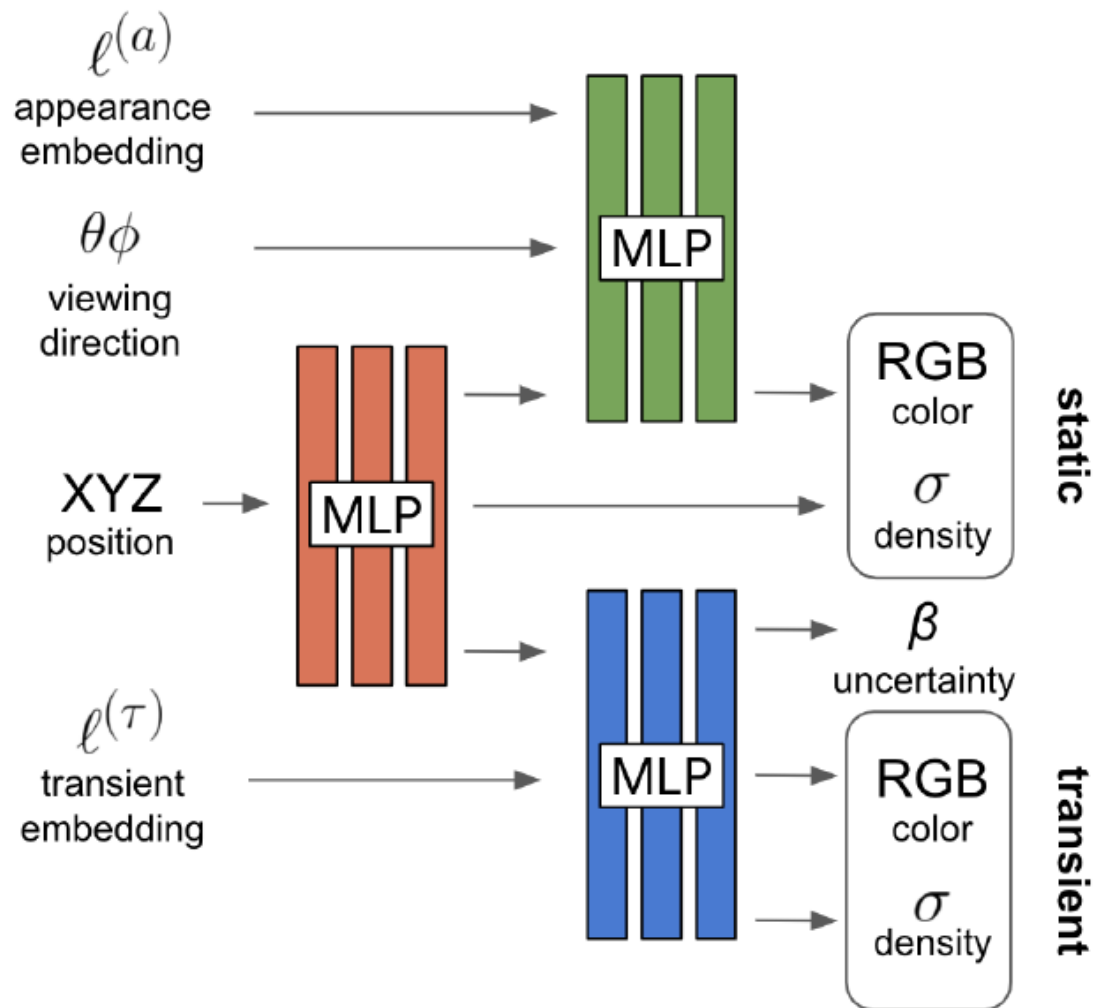 ℓ(a)
appearance
embedding
θϕ
viewing
direction
MLP
XYZ
position
MLP
RGB
color
σ
density
static
β
uncertainty
ℓ(τ)
transient
embedding
MLP
RGB
color
σ
density
transient